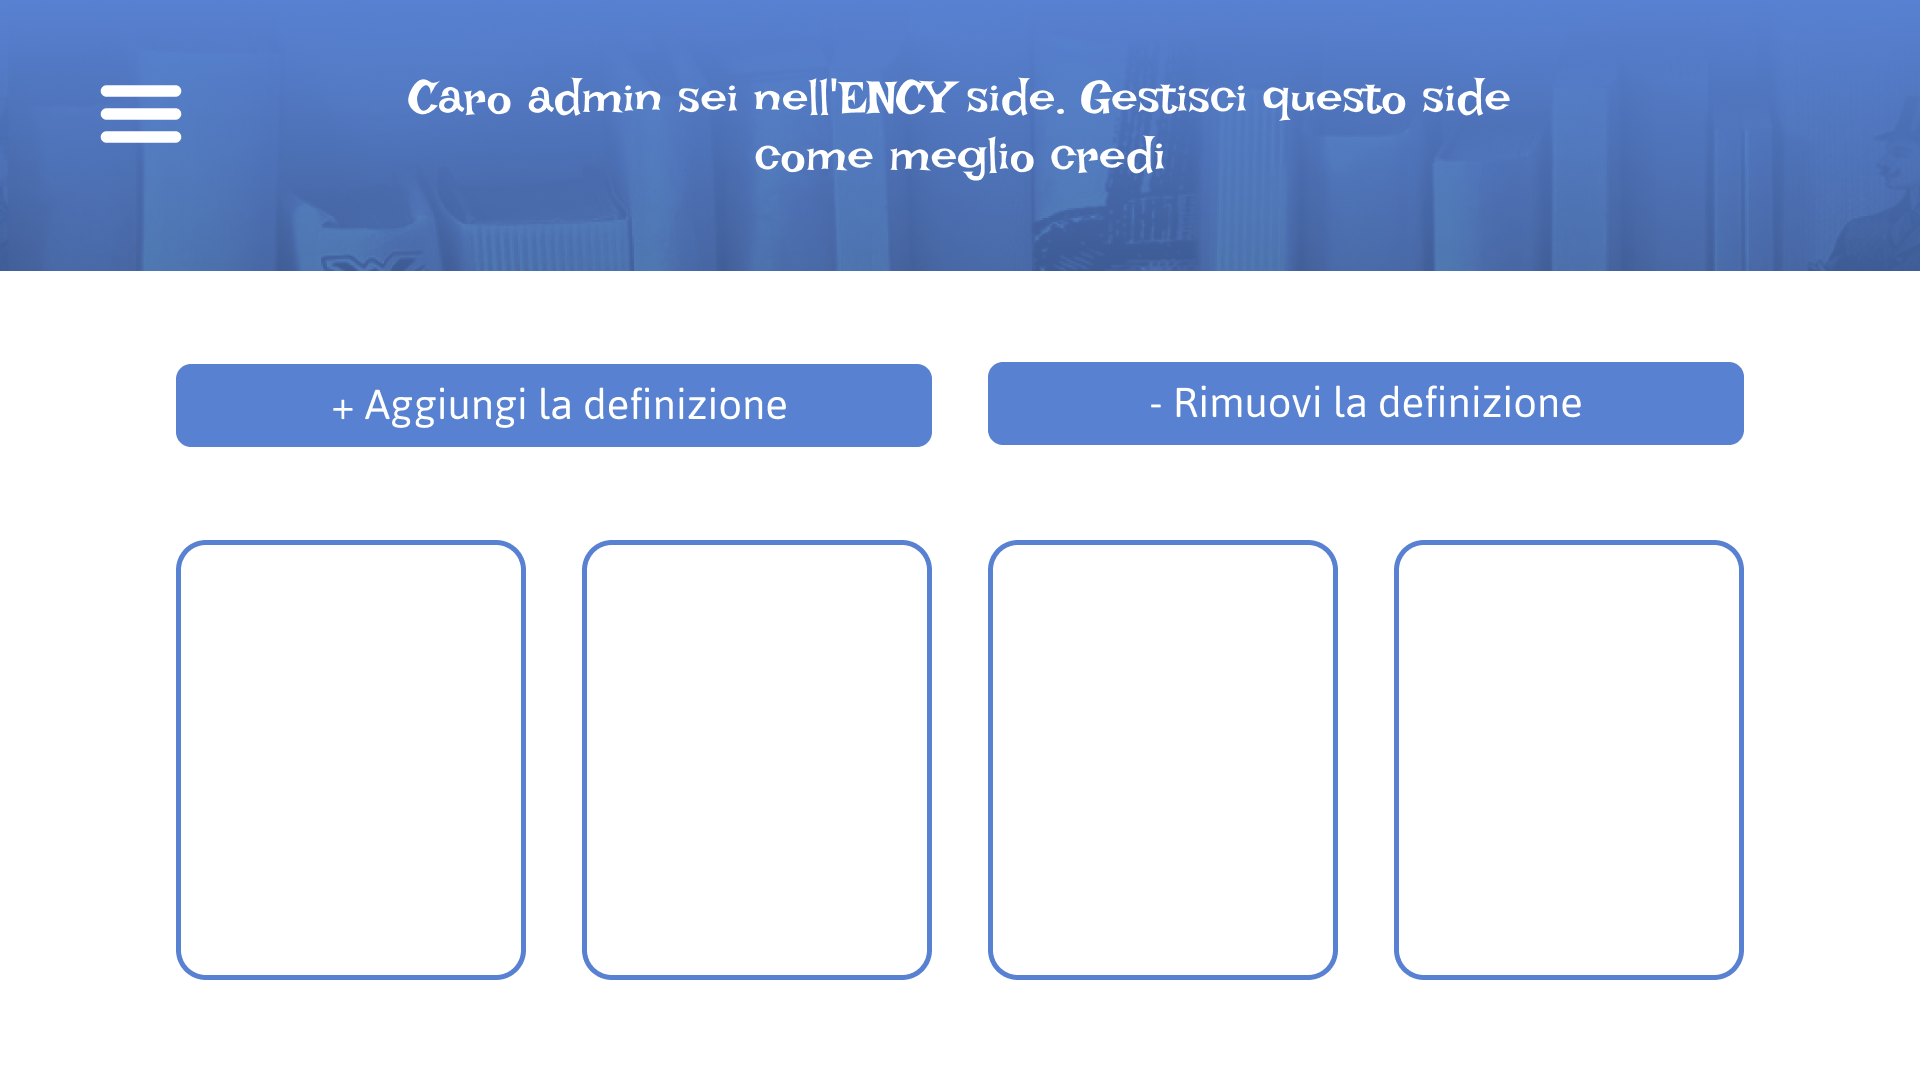 Caro admin sei nell'ENCY side. Gestisci questo side
come meglio credi
+ Aggiungi la definizione
- Rimuovi la definizione